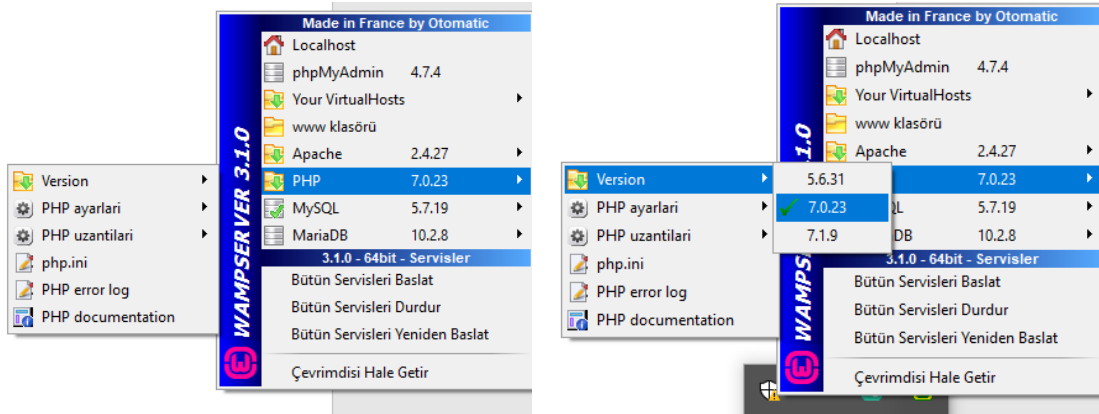 Made in France by Otomatic
Localhost
phpMyAdmin 4.7.4
Your VirtualHosts
www klasörü
Apache 2.4.27
PHP 7.0.23
MySQL 5.7.19
MariaDB 10.2.8
3.1.0 - 64bit - Servisler
Bütün Servisleri Baslat
Bütün Servisleri Durdur
Bütün Servisleri Yeniden Baslat
Çevrimdisi Hale Getir
WAMPSERVER 3.1.0
Version
PHP ayarlari
PHP uzantilari
php.ini
PHP error log
PHP documentation
Made in France by Otomatic
Localhost
phpMyAdmin 4.7.4
Your VirtualHosts
www klasörü
Apache 2.4.27
7.0.23
QL 5.7.19
DB 10.2.8
3.1.0 - 64bit - Servisler
Bütün Servisleri Baslat
Bütün Servisleri Durdur
Bütün Servisleri Yeniden Baslat
Çevrimdisi Hale Getir
WAMPS 1.0
Version
PHP ayarlari
PHP uzantilari
php.ini
PHP error log
PHP documentation
5.6.31
7.0.23
7.1.9